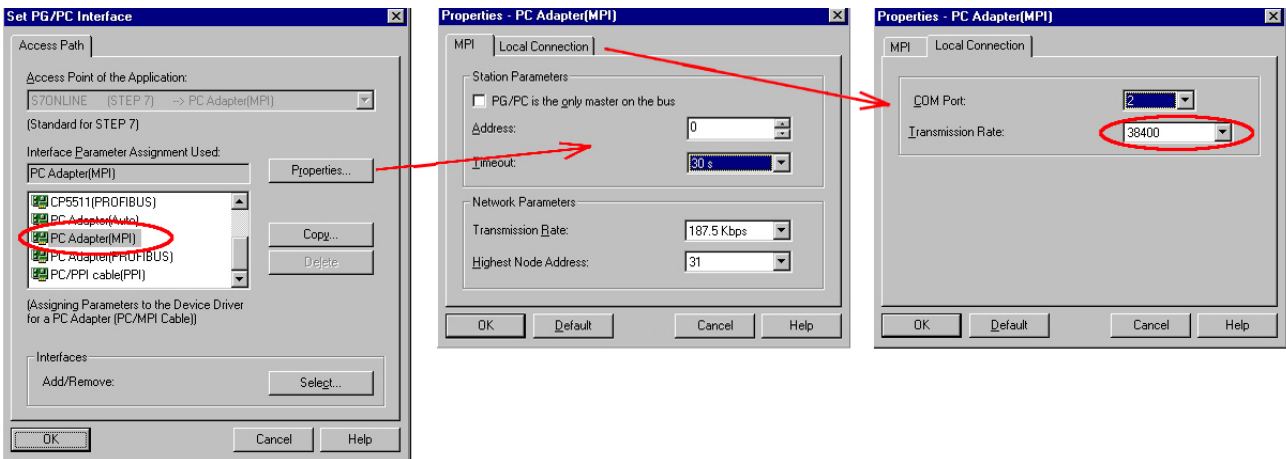 Set PG/PC Interface
Access Path
Access Point of the Application:
S7ONLINE (STEP 7) --> PC Adapter(MPI)
(Standard for STEP 7)
Interface Parameter Assignment Used:
PC Adapter(MPI)
Properties...
CP5511(PROFIBUS)
PC Adapter(Auto)
PC Adapter(MPI)
PC Adapter(PROFIBUS)
PC/PPI cable(PPI)
Copy...
Delete
(Assigning Parameters to the Device Driver
for a PC Adapter (PC/MPI Cable))
Interfaces
Add/Remove:
Select...
OK
Cancel
Help
Properties - PC Adapter(MPI)
MPI
Local Connection
Station Parameters
PG/PC is the only master on the bus
Address:
0
Timeout:
30 s
Network Parameters
Transmission Rate:
187.5 Kbps
Highest Node Address:
31
OK
Default
Cancel
Help
Properties - PC Adapter(MPI)
MPI
Local Connection
COM Port:
2
Transmission Rate:
38400
OK
Default
Cancel
Help